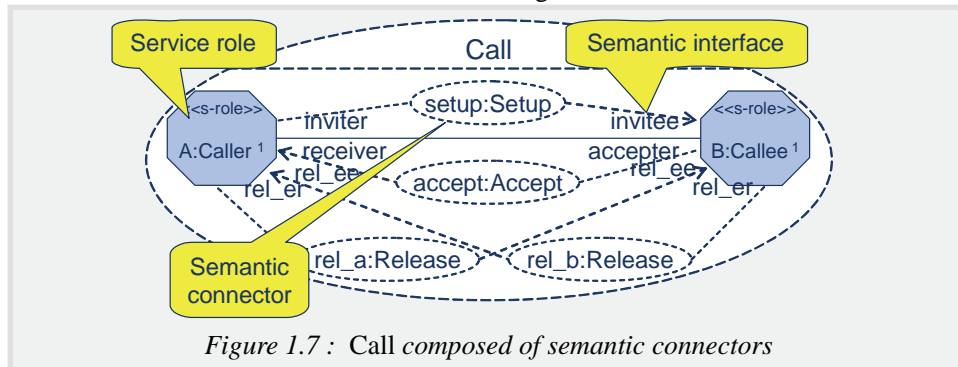 Service role
Call
Semantic interface
<<s-role>>
setup:Setup
<<s-role>>
inviter
invitee
A:Caller 1
receiver
accepter
B:Callee 1
rel_ee
accept:Accept
rel_ee
rel_er
rel_er
Semantic
connector
rel_a:Release
rel_b:Release
Figure 1.7 : Call composed of semantic connectors